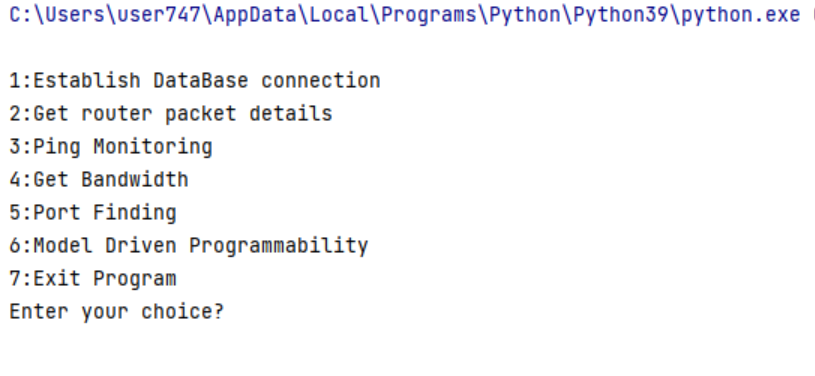 C:\Users\user747\AppData\Local\Programs\Python\Python39\python.exe
1:Establish DataBase connection
2:Get router packet details
3:Ping Monitoring
4:Get Bandwidth
5:Port Finding
6:Model Driven Programmability
7:Exit Program
Enter your choice?